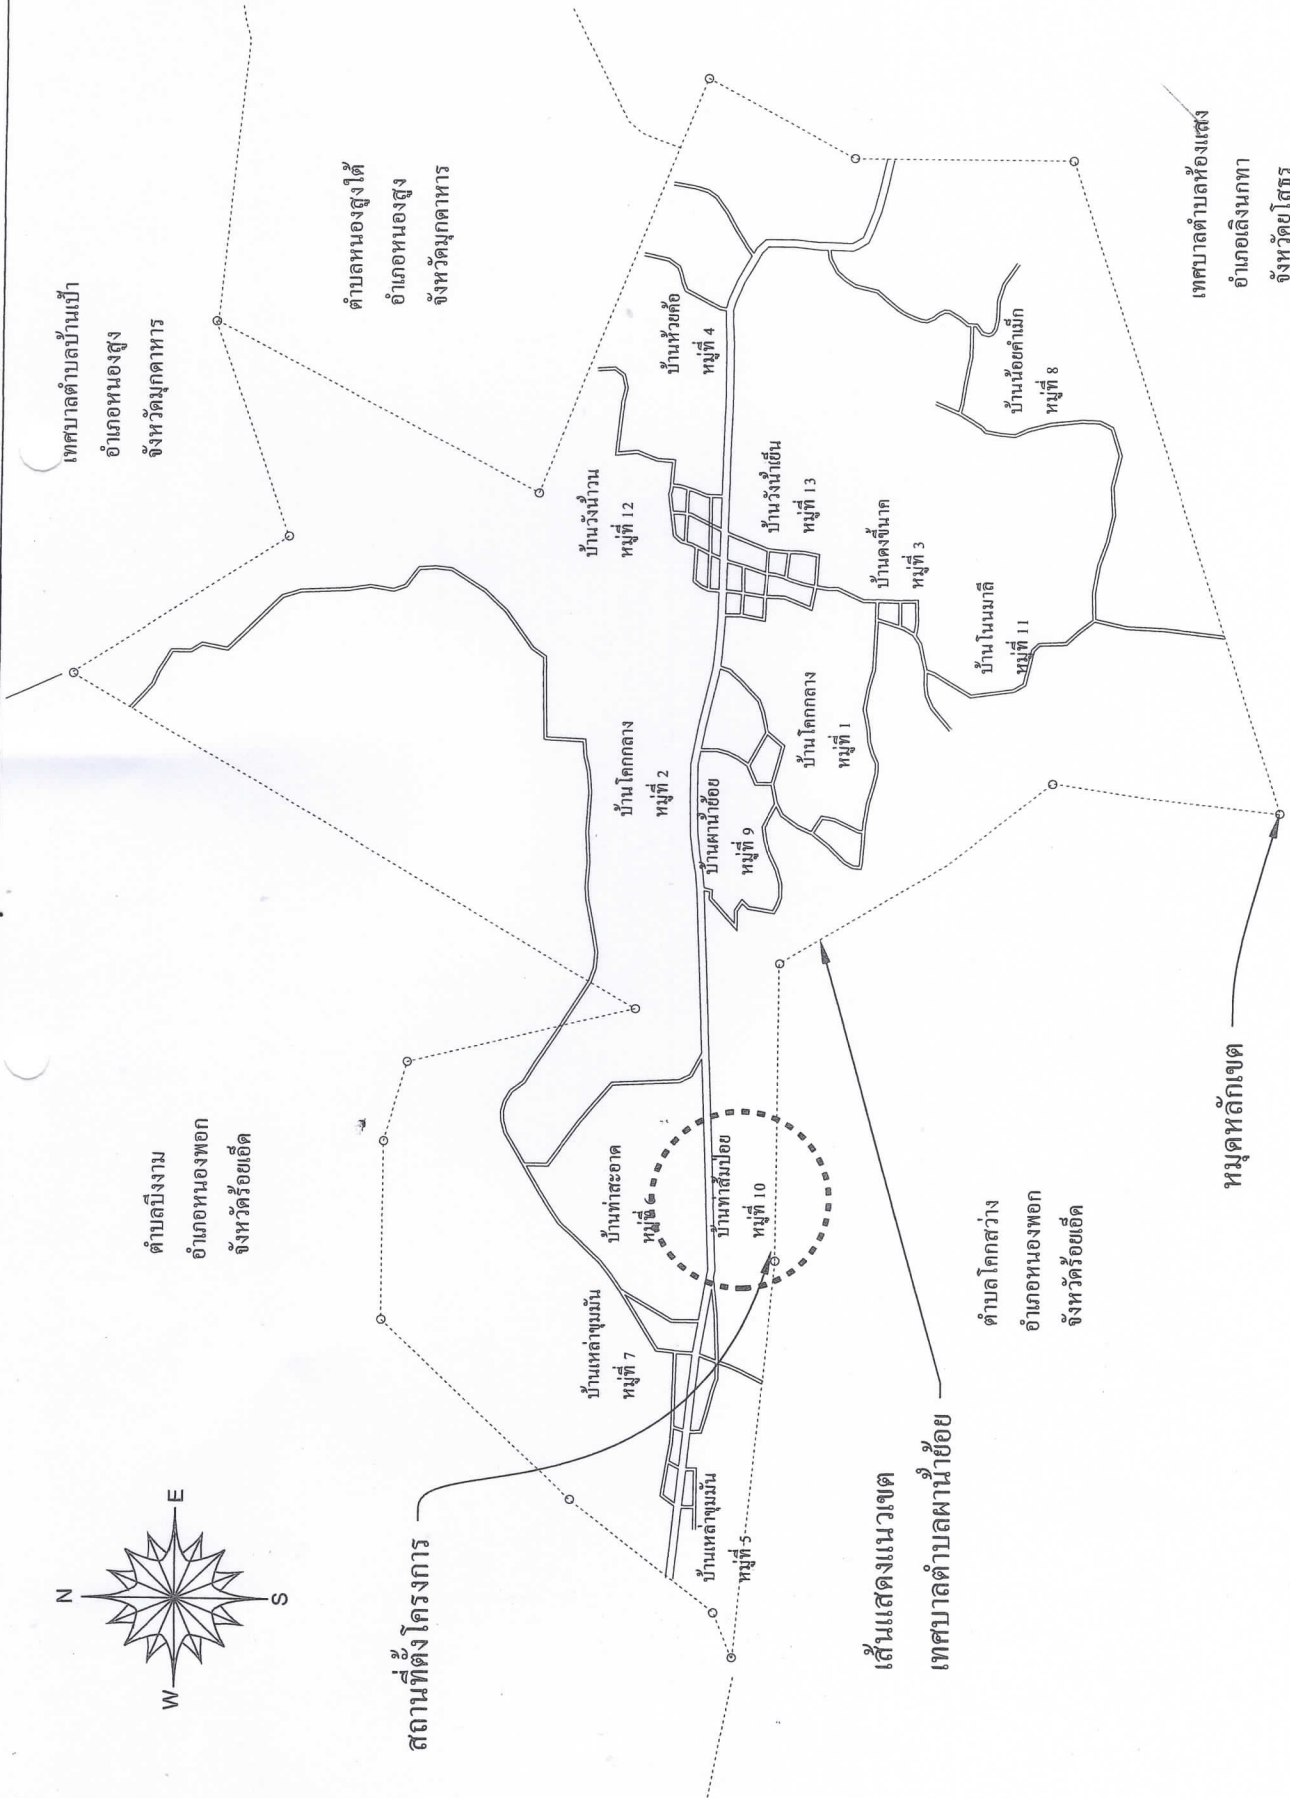 N
E
S
W
สถานที่ตั้งโครงการ
ตำบลบึงงาม
อำเภอหนองพอก
จังหวัดร้อยเอ็ด
เทศบาลตำบลบ้านเป้า
อำเภอหนองสูง
จังหวัดมุกดาหาร
ตำบลหนองสูงใต้
อำเภอหนองสูง
จังหวัดมุกดาหาร
บ้านเหล่าขุมมัน
หมู่ที่ 5
บ้านเหล่าขุมมัน
หมู่ที่ 7
บ้านท่าสะอาด
หมู่ที่ 6
บ้านท่าส้มป่อย
หมู่ที่ 10
บ้านโคกกลาง
หมู่ที่ 2
บ้านผาน้ำย้อย
หมู่ที่ 9
บ้านโคกกลาง
หมู่ที่ 1
บ้านวังน้ำวน
หมู่ที่ 12
บ้านวังน้ำเย็น
หมู่ที่ 13
บ้านห้วยค้อ
หมู่ที่ 4
บ้านดงขี้นาค
หมู่ที่ 3
บ้านโนนมาลี
หมู่ที่ 11
บ้านน้อยคำเม็ก
หมู่ที่ 8
เส้นแสดงแนวเขต
เทศบาลตำบลผาน้ำย้อย
ตำบลโคกสว่าง
อำเภอหนองพอก
จังหวัดร้อยเอ็ด
หมุดหลักเขต
เทศบาลตำบลห้องแสง
อำเภอเลิงนกทา
จังหวัดยโสธร